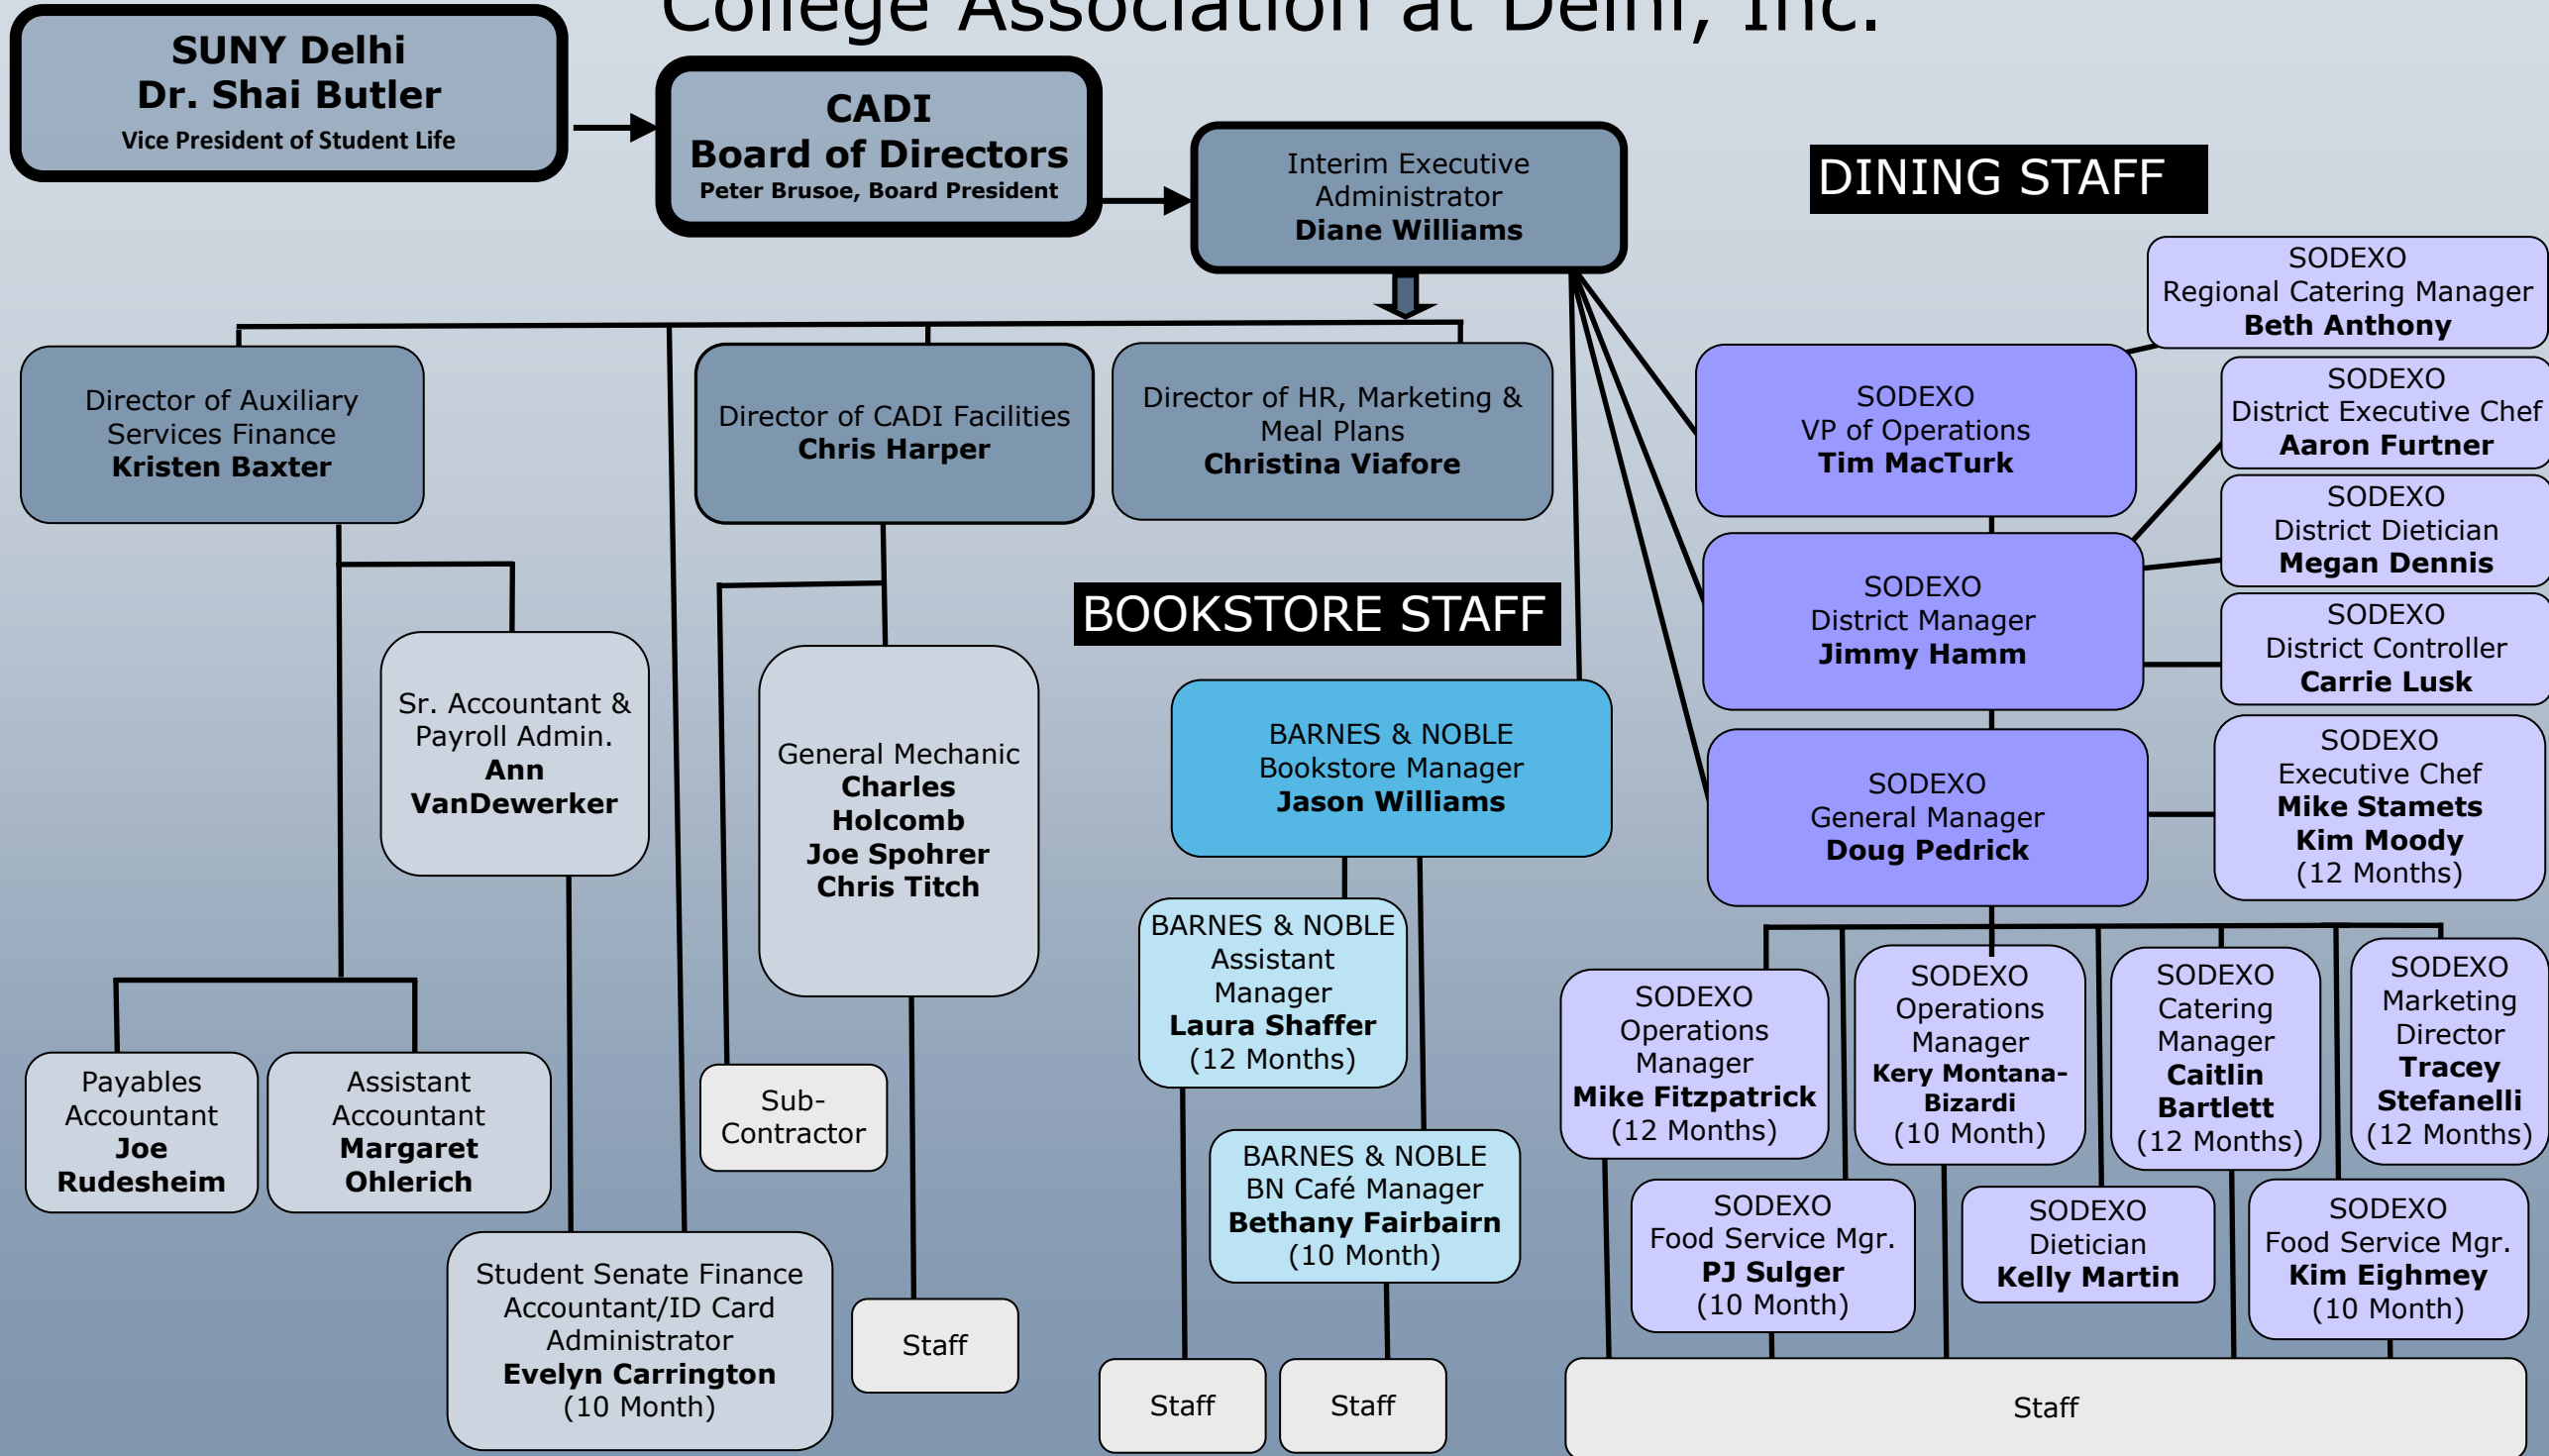 College Association at Delhi, Inc.
SUNY Delhi
Dr. Shai Butler
Vice President of Student Life
CADI
Board of Directors
Peter Brusoe, Board President
Interim Executive
Administrator
Diane Williams
DINING STAFF
SODEXO
Regional Catering Manager
Beth Anthony
Director of Auxiliary
Services Finance
Kristen Baxter
Director of CADI Facilities
Chris Harper
Director of HR, Marketing &
Meal Plans
Christina Viafore
SODEXO
VP of Operations
Tim MacTurk
SODEXO
District Executive Chef
Aaron Furtner
SODEXO
District Dietician
Megan Dennis
SODEXO
District Manager
Jimmy Hamm
SODEXO
District Controller
Carrie Lusk
BOOKSTORE STAFF
Sr. Accountant &
Payroll Admin.
Ann
VanDewerker
General Mechanic
Charles
Holcomb
Joe Spohrer
Chris Titch
BARNES & NOBLE
Bookstore Manager
Jason Williams
SODEXO
General Manager
Doug Pedrick
SODEXO
Executive Chef
Mike Stamets
Kim Moody
(12 Months)
BARNES & NOBLE
Assistant
Manager
Laura Shaffer
(12 Months)
SODEXO
Operations
Manager
Mike Fitzpatrick
(12 Months)
SODEXO
Operations
Manager
Kery Montana-
Bizardi
(10 Month)
SODEXO
Catering
Manager
Caitlin
Bartlett
(12 Months)
SODEXO
Marketing
Director
Tracey
Stefanelli
(12 Months)
Payables
Accountant
Joe
Rudesheim
Assistant
Accountant
Margaret
Ohlerich
Sub-
Contractor
BARNES & NOBLE
BN Café Manager
Bethany Fairbairn
(10 Month)
SODEXO
Food Service Mgr.
PJ Sulger
(10 Month)
SODEXO
Dietician
Kelly Martin
SODEXO
Food Service Mgr.
Kim Eighmey
(10 Month)
Student Senate Finance
Accountant/ID Card
Administrator
Evelyn Carrington
(10 Month)
Staff
Staff
Staff
Staff